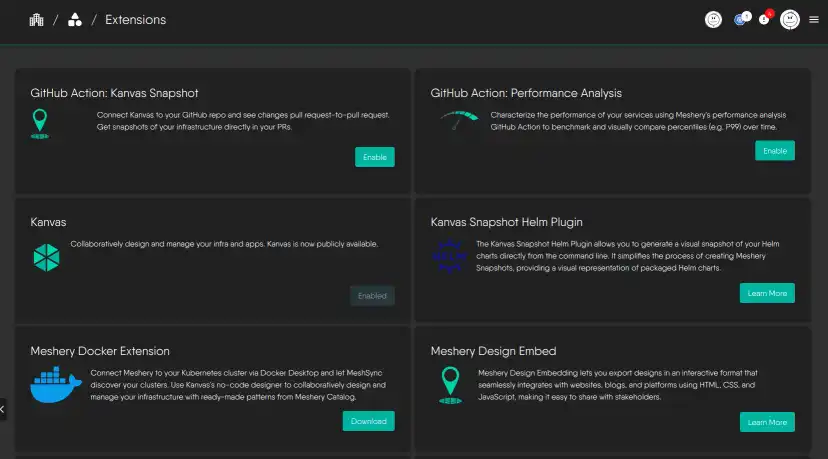 / / Extensions
GitHub Action: Kanvas Snapshot
Connect Kanvas to your GitHub repo and see changes pull request-to-pull request.
Get snapshots of your infrastructure directly in your PRs.
Enable
GitHub Action: Performance Analysis
Characterize the performance of your services using Meshery's performance analysis
GitHub Action to benchmark and visually compare percentiles (e.g. P99) over time.
Enable
Kanvas
Collaboratively design and manage your infra and apps. Kanvas is now publicly available.
Enabled
Kanvas Snapshot Helm Plugin
The Kanvas Snapshot Helm Plugin allows you to generate a visual snapshot of your Helm
charts directly from the command line. It simplifies the process of creating Meshery
Snapshots, providing a visual representation of packaged Helm charts.
Learn More
Meshery Docker Extension
Connect Meshery to your Kubernetes cluster via Docker Desktop and let MeshSync
discover your clusters. Use Kanvas's no-code designer to collaboratively design and
manage your infrastructure with ready-made patterns from Meshery Catalog.
Download
Meshery Design Embed
Meshery Design Embedding lets you export designs in an interactive format that
seamlessly integrates with websites, blogs, and platforms using HTML, CSS, and
JavaScript, making it easy to share with stakeholders.
Learn More